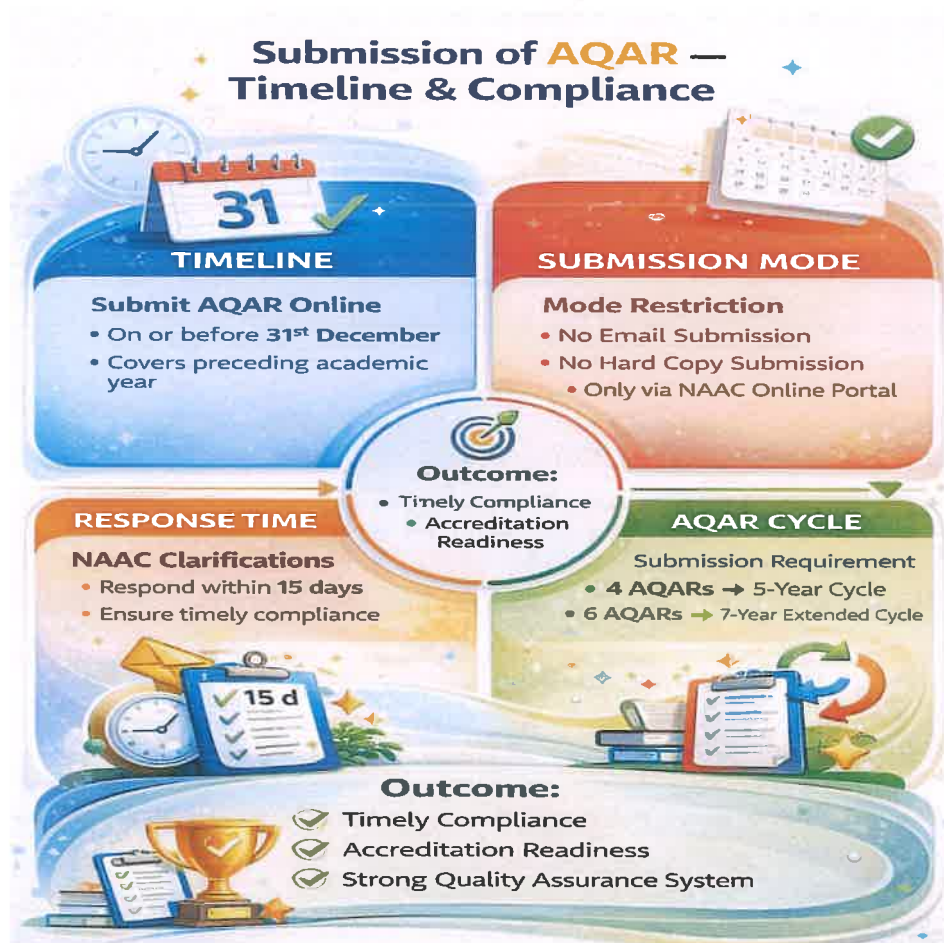 Submission of AQAR —
Timeline & Compliance
31
TIMELINE
Submit AQAR Online
• On or before 31st December
• Covers preceding academic
year
SUBMISSION MODE
Mode Restriction
• No Email Submission
• No Hard Copy Submission
• Only via NAAC Online Portal
Outcome:
• Timely Compliance
• Accreditation
Readiness
RESPONSE TIME
NAAC Clarifications
• Respond within 15 days
• Ensure timely compliance
15 d
AQAR CYCLE
Submission Requirement
• 4 AQARs → 5-Year Cycle
• 6 AQARs → 7-Year Extended Cycle
Outcome:
Timely Compliance
Accreditation Readiness
Strong Quality Assurance System